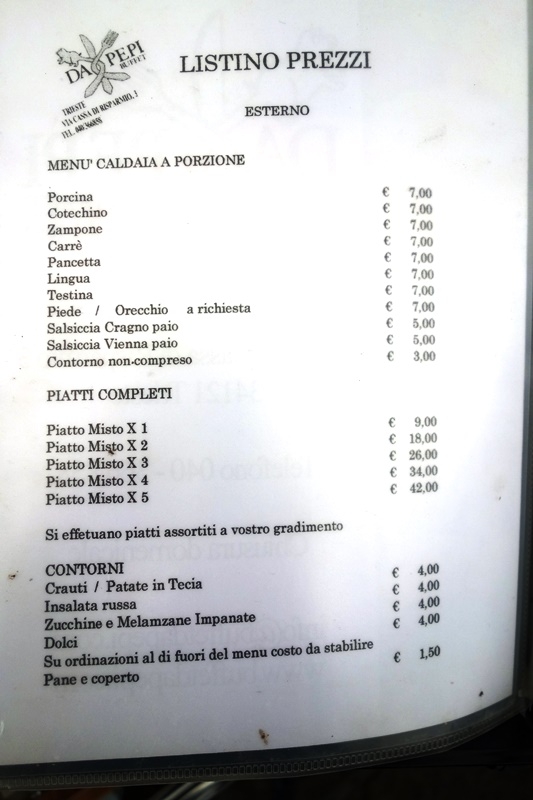 DA PEPI
BUFFET
TRIESTE
VIA CASSA DI RISPARMIO, 3
TEL. 040.366858
LISTINO PREZZI
ESTERNO
MENU' CALDAIA A PORZIONE
Porcina € 7,00
Cotechino € 7,00
Zampone € 7,00
Carrè € 7,00
Pancetta € 7,00
Lingua € 7,00
Testina € 7,00
Piede / Orecchio a richiesta € 7,00
Salsiccia Cragno paio € 5,00
Salsiccia Vienna paio € 5,00
Contorno non-compreso € 3,00
PIATTI COMPLETI
Piatto Misto X 1 € 9,00
Piatto Misto X 2 € 18,00
Piatto Misto X 3 € 26,00
Piatto Misto X 4 € 34,00
Piatto Misto X 5 € 42,00
Si effetuano piatti assortiti a vostro gradimento
CONTORNI
Crauti / Patate in Tecia € 4,00
Insalata russa € 4,00
Zucchine e Melamzane Impanate € 4,00
Dolci € 4,00
Su ordinazioni al di fuori del menu costo da stabilire
Pane e coperto € 1,50